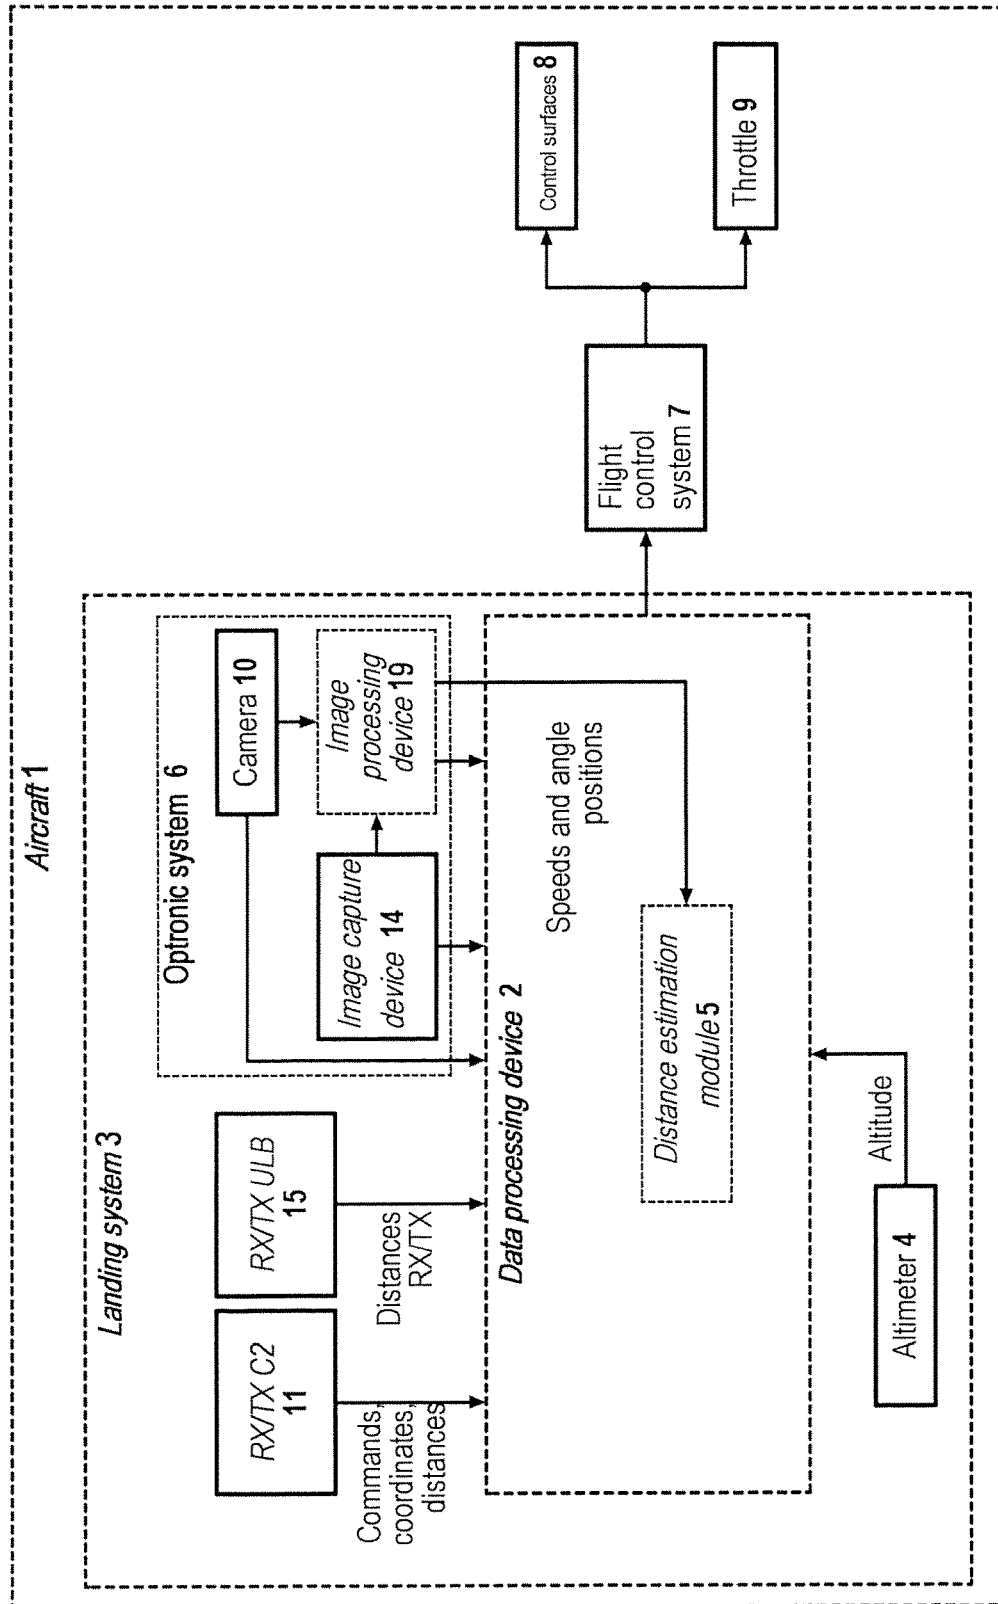 Aircraft 1
Landing system 3
Optronic system 6
RX/TX C2
11
RX/TX ULB
15
Image capture
device 14
Camera 10
Image
processing
device 19
Commands,
coordinates,
distances
Distances
RX/TX
Data processing device 2
Speeds and angle
positions
Distance estimation
module 5
Altimeter 4
Altitude
Flight
control
system 7
Control surfaces 8
Throttle 9